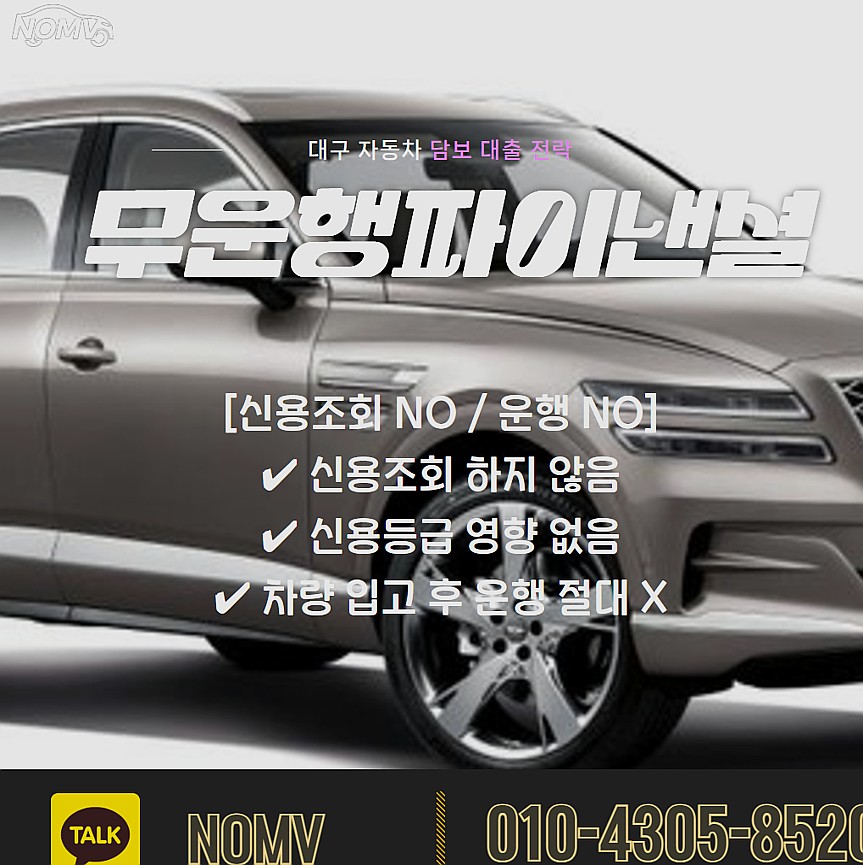 NOMV
대구 자동차 담보 대출 전략
무운행파이낸셜
[신용조회 NO / 운행 NO]
✔ 신용조회 하지 않음
✔ 신용등급 영향 없음
✔ 차량 입고 후 운행 절대 X
TALK
NOMV
010-4305-8520